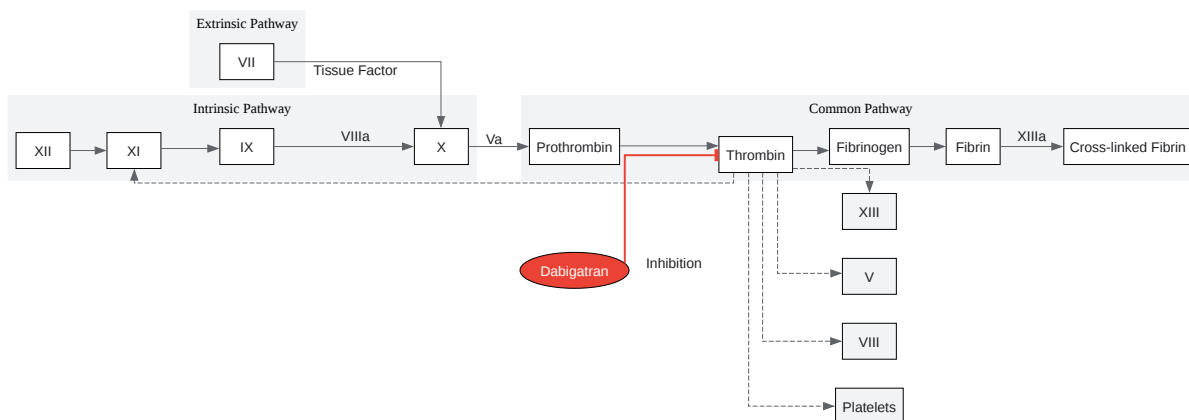 Extrinsic Pathway
VII
Tissue Factor
Intrinsic Pathway
XII
XI
IX
VIIIa
X
Va
Common Pathway
Prothrombin
Thrombin
Fibrinogen
Fibrin
XIIIa
Cross-linked Fibrin
XIII
Dabigatran
Inhibition
V
VIII
Platelets